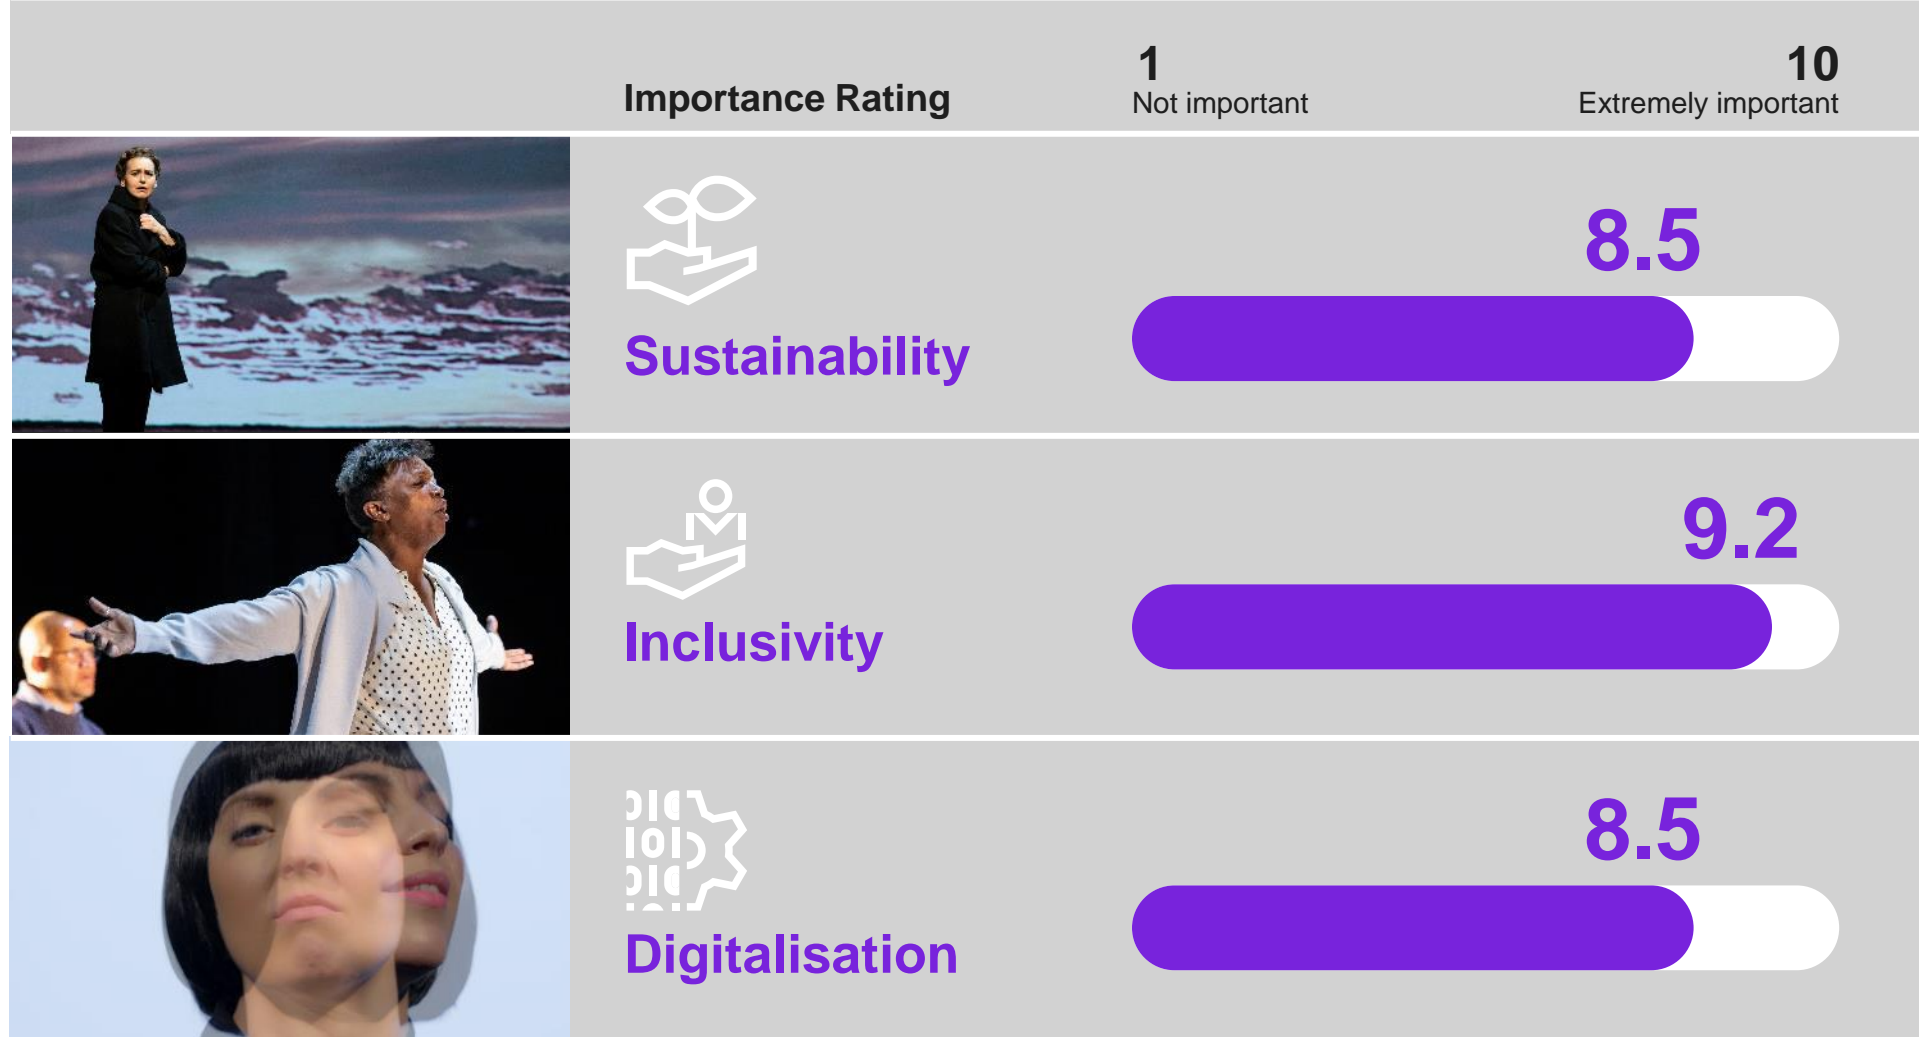 Importance Rating
1
Not important
10
Extremely important
8.5
Sustainability
9.2
Inclusivity
8.5
Digitalisation